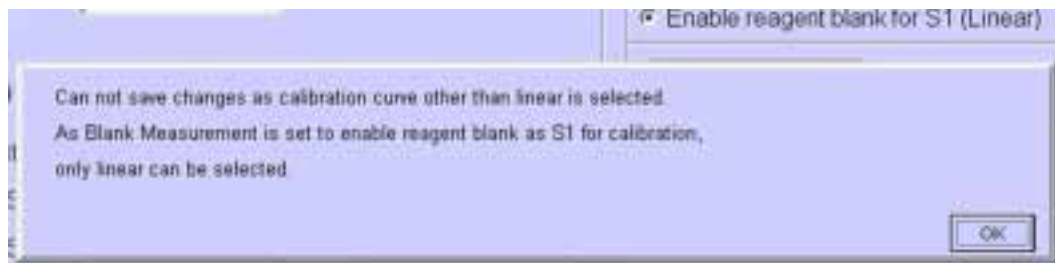 Enable reagent blank for S1 (Linear)
Can not save changes as calibration curve other than linear is selected.
As Blank Measurement is set to enable reagent blank as S1 for calibration,
only linear can be selected
OK